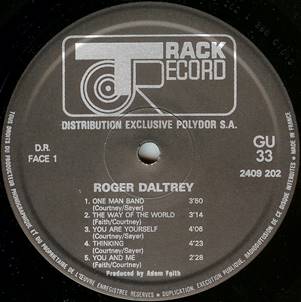 TRACK
RECORD
DISTRIBUTION EXCLUSIVE POLYDOR S.A.
D.R.
FACE 1
GU
33
2409 202
ROGER DALTREY
1. ONE MAN BAND 3'50
(Courtney/Sayer)
2. THE WAY OF THE WORLD 3'14
(Faith/Courtney)
3. YOU ARE YOURSELF 4'06
(Courtney/Sayer)
4. THINKING 4'23
(Courtney/Sayer)
5. YOU AND ME 2'28
(Faith/Courtney)
Produced by Adam Faith
TOUS DROITS DU PRODUCTEUR PHONOGRAPHIQUE ET DU PROPRIETAIRE DE L'ŒUVRE ENREGISTREE RESERVES. DUPLICATION, EXECUTION PUBLIQUE, RADIODIFFUSION DE CE DISQUE INTERDITES • MADE IN FRANCE